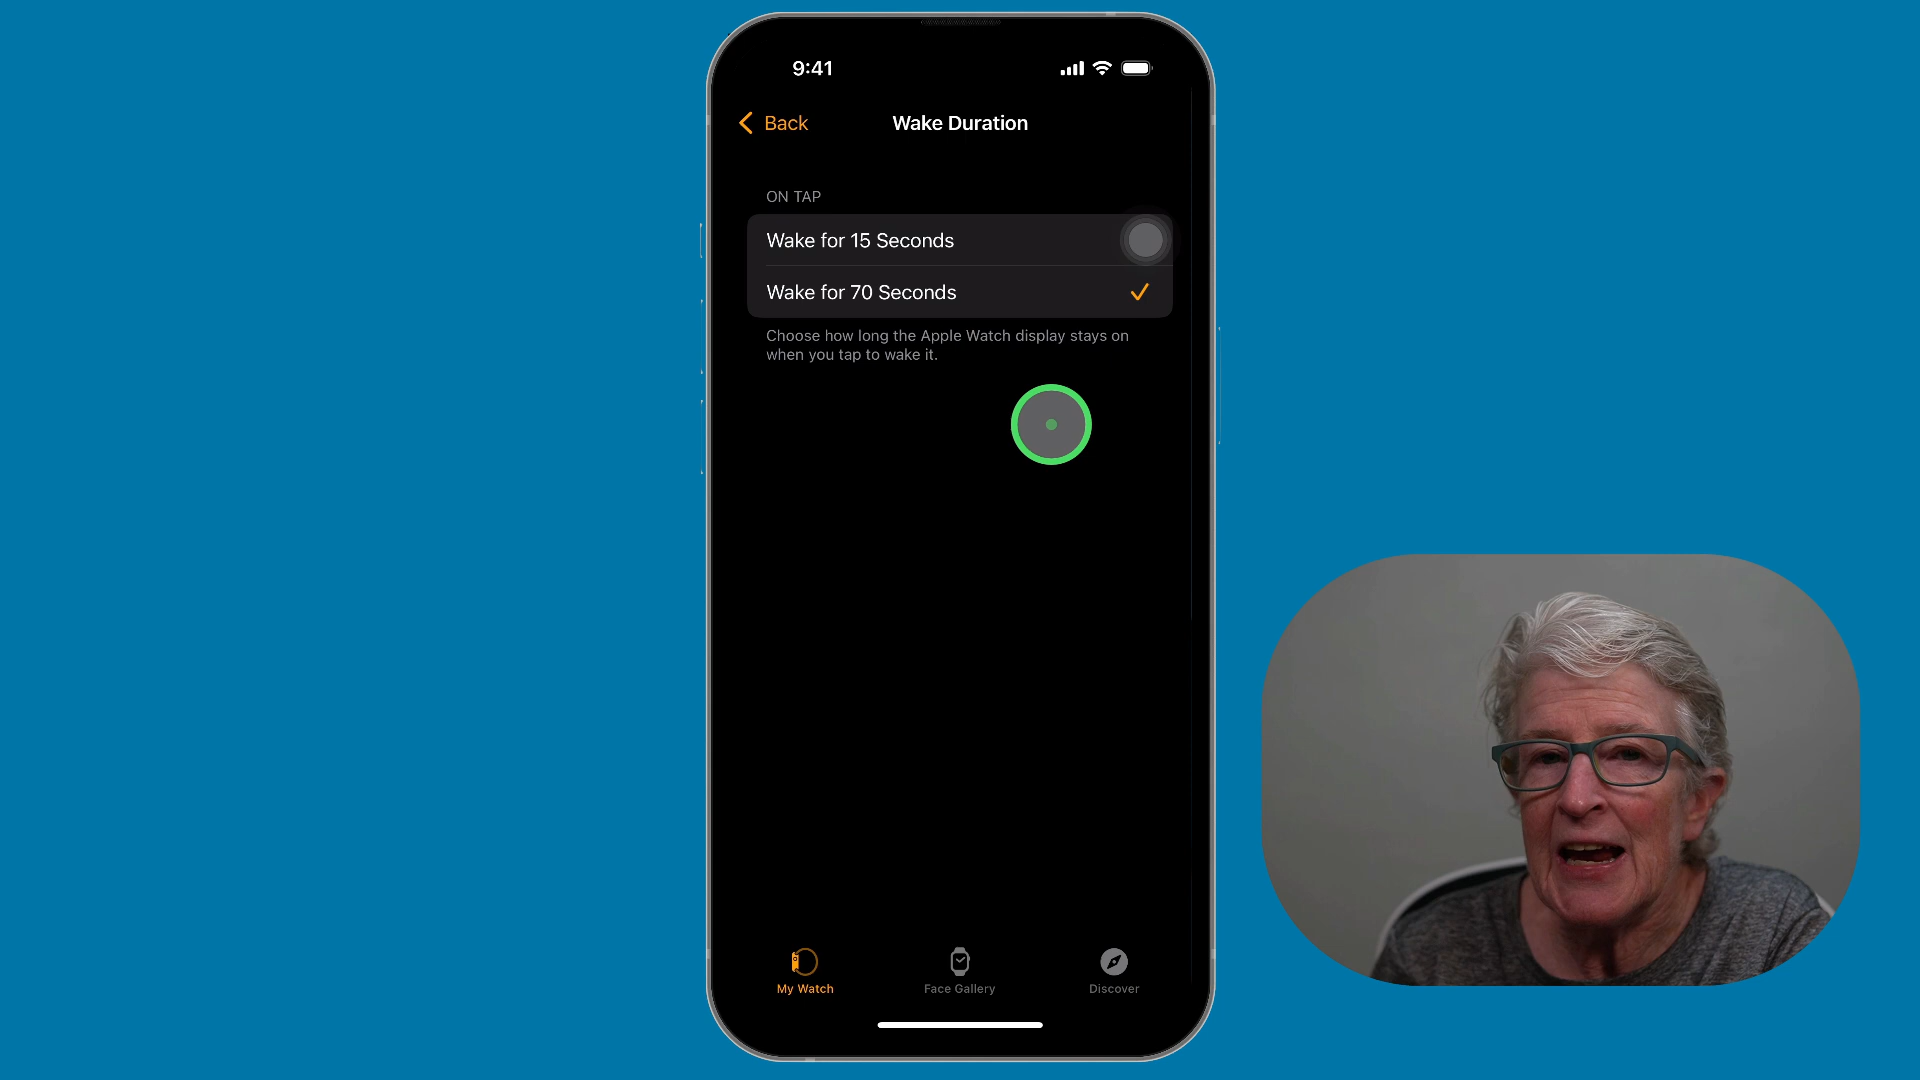 9:41
Back
Wake Duration
ON TAP
Wake for 15 Seconds
Wake for 70 Seconds
Choose how long the Apple Watch display stays on
when you tap to wake it.
My Watch
Face Gallery
Discover